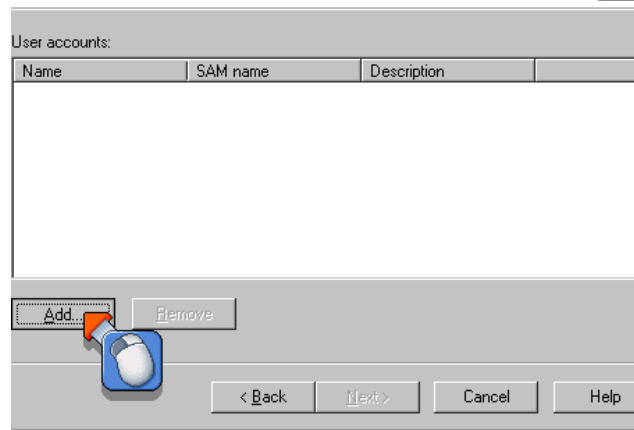 User accounts:
Name SAM name Description
Add... Remove
< Back Next > Cancel Help